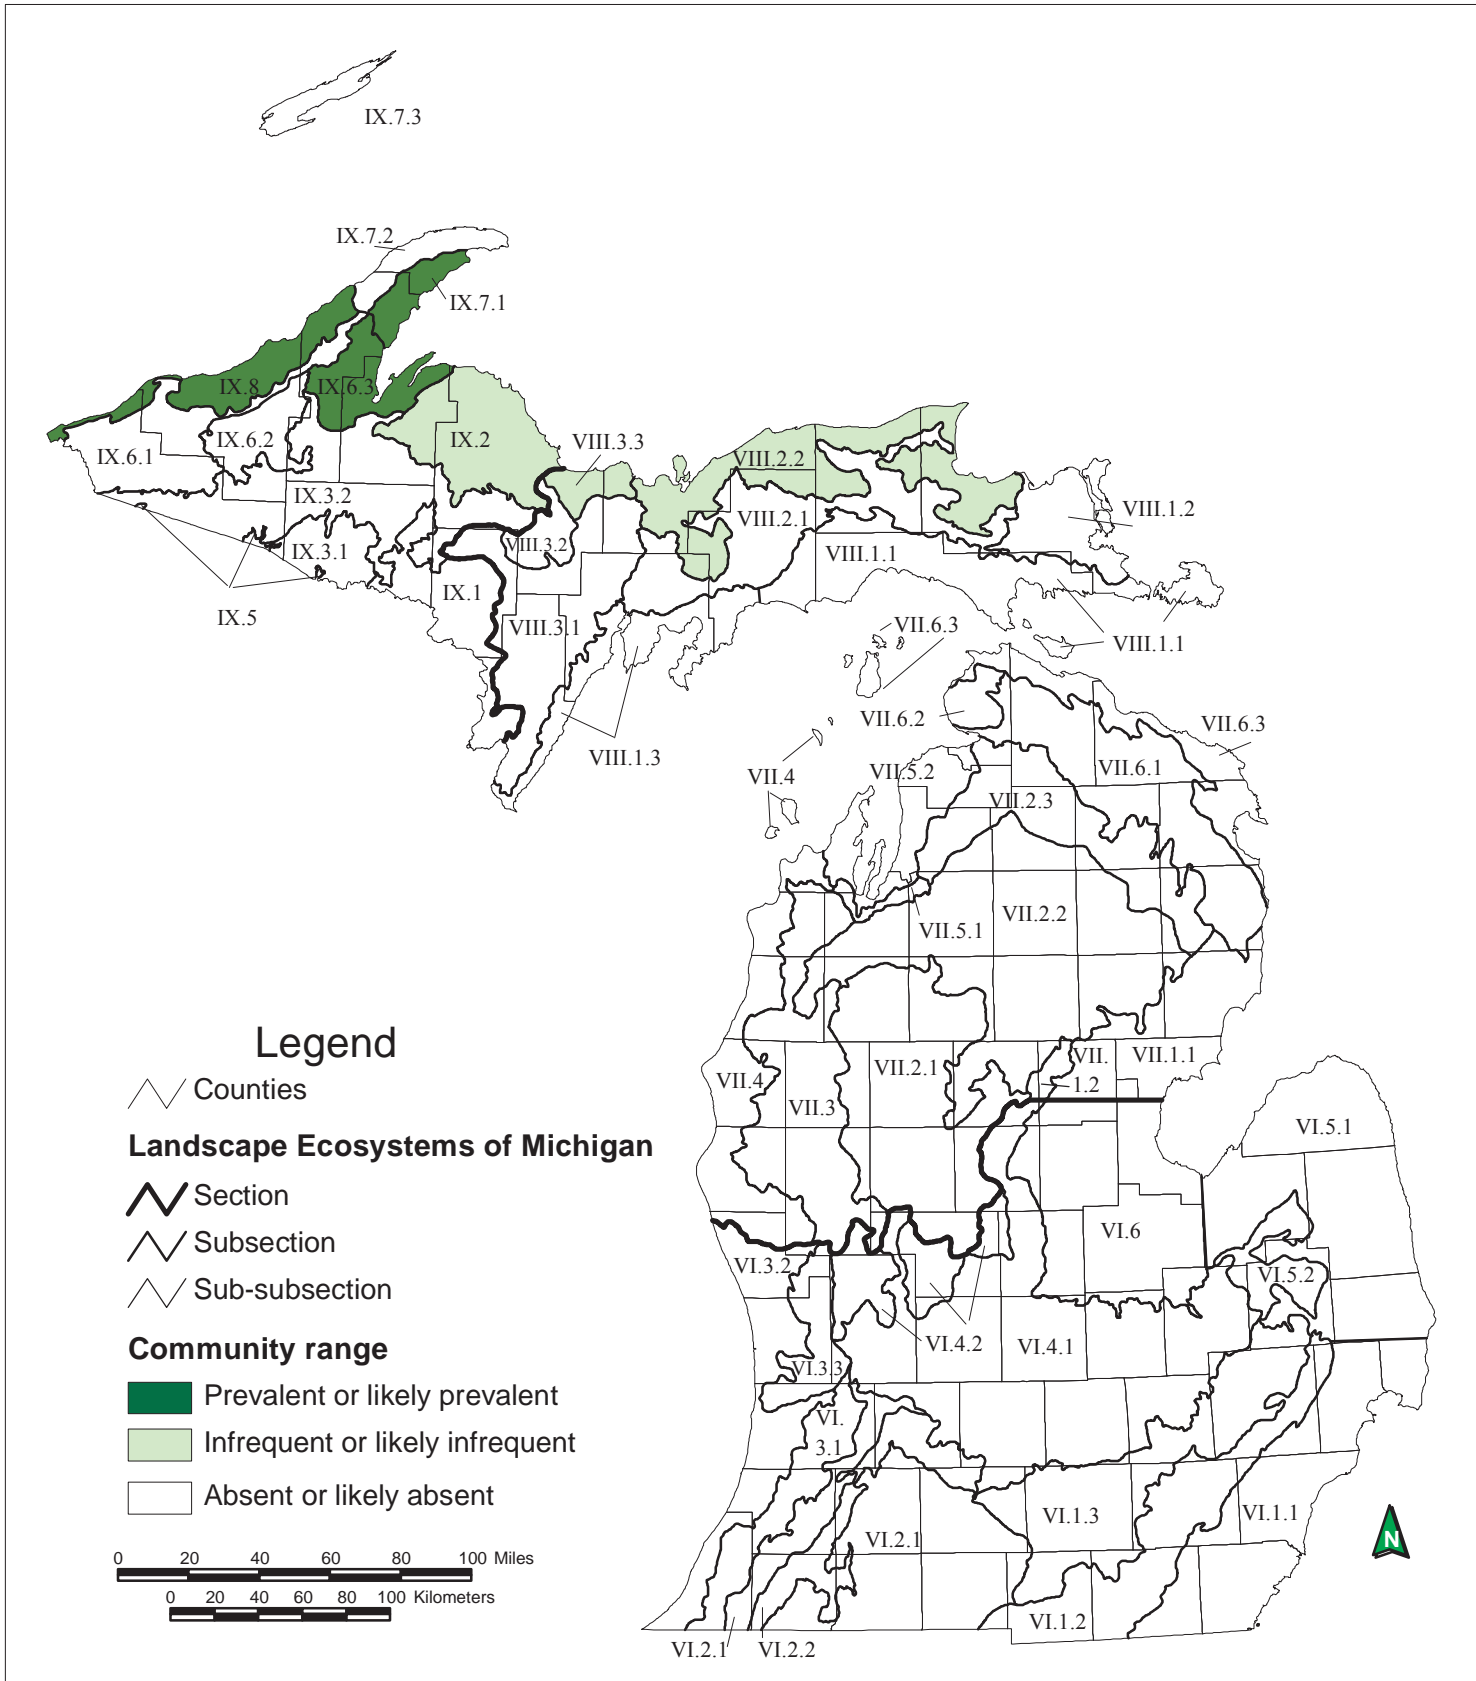 IX.7.3
IX.7.2
IX.7.1
IX.8
IX.6.3
IX.6.2
IX.2
IX.6.1
VIII.3.3
VIII.2.2
IX.3.2
VIII.2.1
VIII.1.2
IX.3.1
VIII.3.2
VIII.1.1
IX.1
IX.5
VIII.3.1
VII.6.3
VIII.1.1
VII.6.2
VII.6.3
VIII.1.3
VII.4
VII.5.2
VII.6.1
VII.2.3
VII.2.2
VII.5.1
Legend
Counties
Landscape Ecosystems of Michigan
Section
Subsection
Sub-subsection
Community range
Prevalent or likely prevalent
Infrequent or likely infrequent
Absent or likely absent
0 20 40 60 80 100 Miles
0 20 40 60 80 100 Kilometers
VII.4
VII.3
VII.2.1
VII.
1.2
VII.1.1
VI.5.1
VI.6
VI.3.2
VI.5.2
VI.4.2
VI.4.1
VI.3.3
VI.
3.1
VI.1.3
VI.1.1
VI.2.1
N
VI.1.2
VI.2.1
VI.2.2